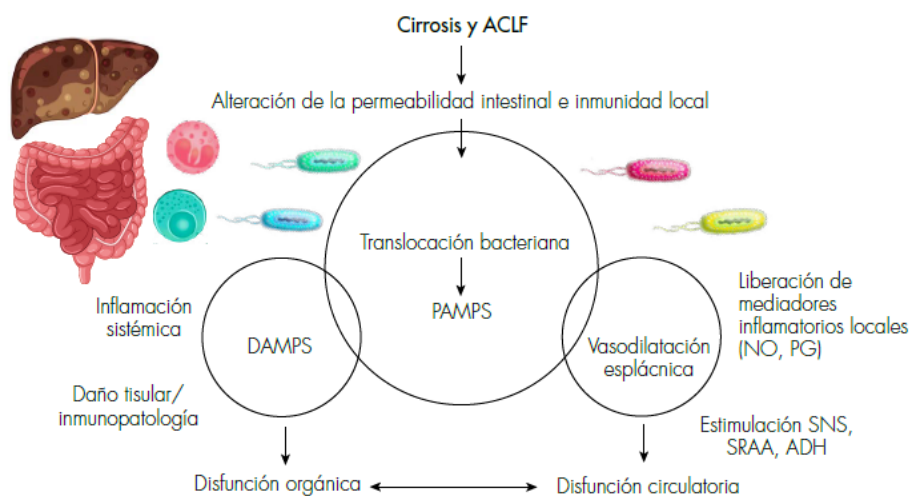 Cirrosis y ACLF
Alteración de la permeabilidad intestinal e inmunidad local
Translocación bacteriana
PAMPS
Inflamación
sistémica
DAMPS
Daño tisular/
inmunopatología
Vasodilatación
esplácnica
Liberación de
mediadores
inflamatorios locales
(NO, PG)
Estimulación SNS,
SRAA, ADH
Disfunción orgánica
Disfunción circulatoria